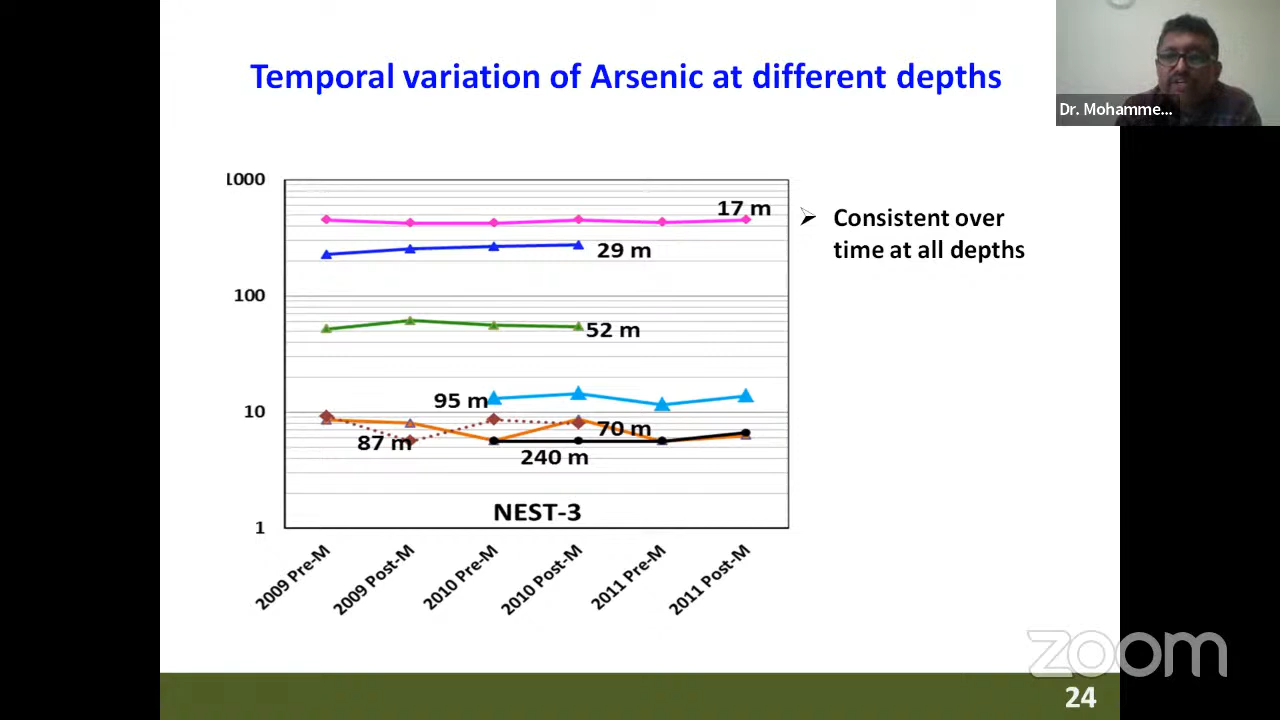 Temporal variation of Arsenic at different depths
Dr. Mohamme...
1000
100
10
1
17 m
29 m
52 m
95 m
70 m
87 m
240 m
NEST-3
2009 Pre-M
2009 Post-M
2010 Pre-M
2010 Post-M
2011 Pre-M
2011 Post-M
Consistent over
time at all depths
zoom
24